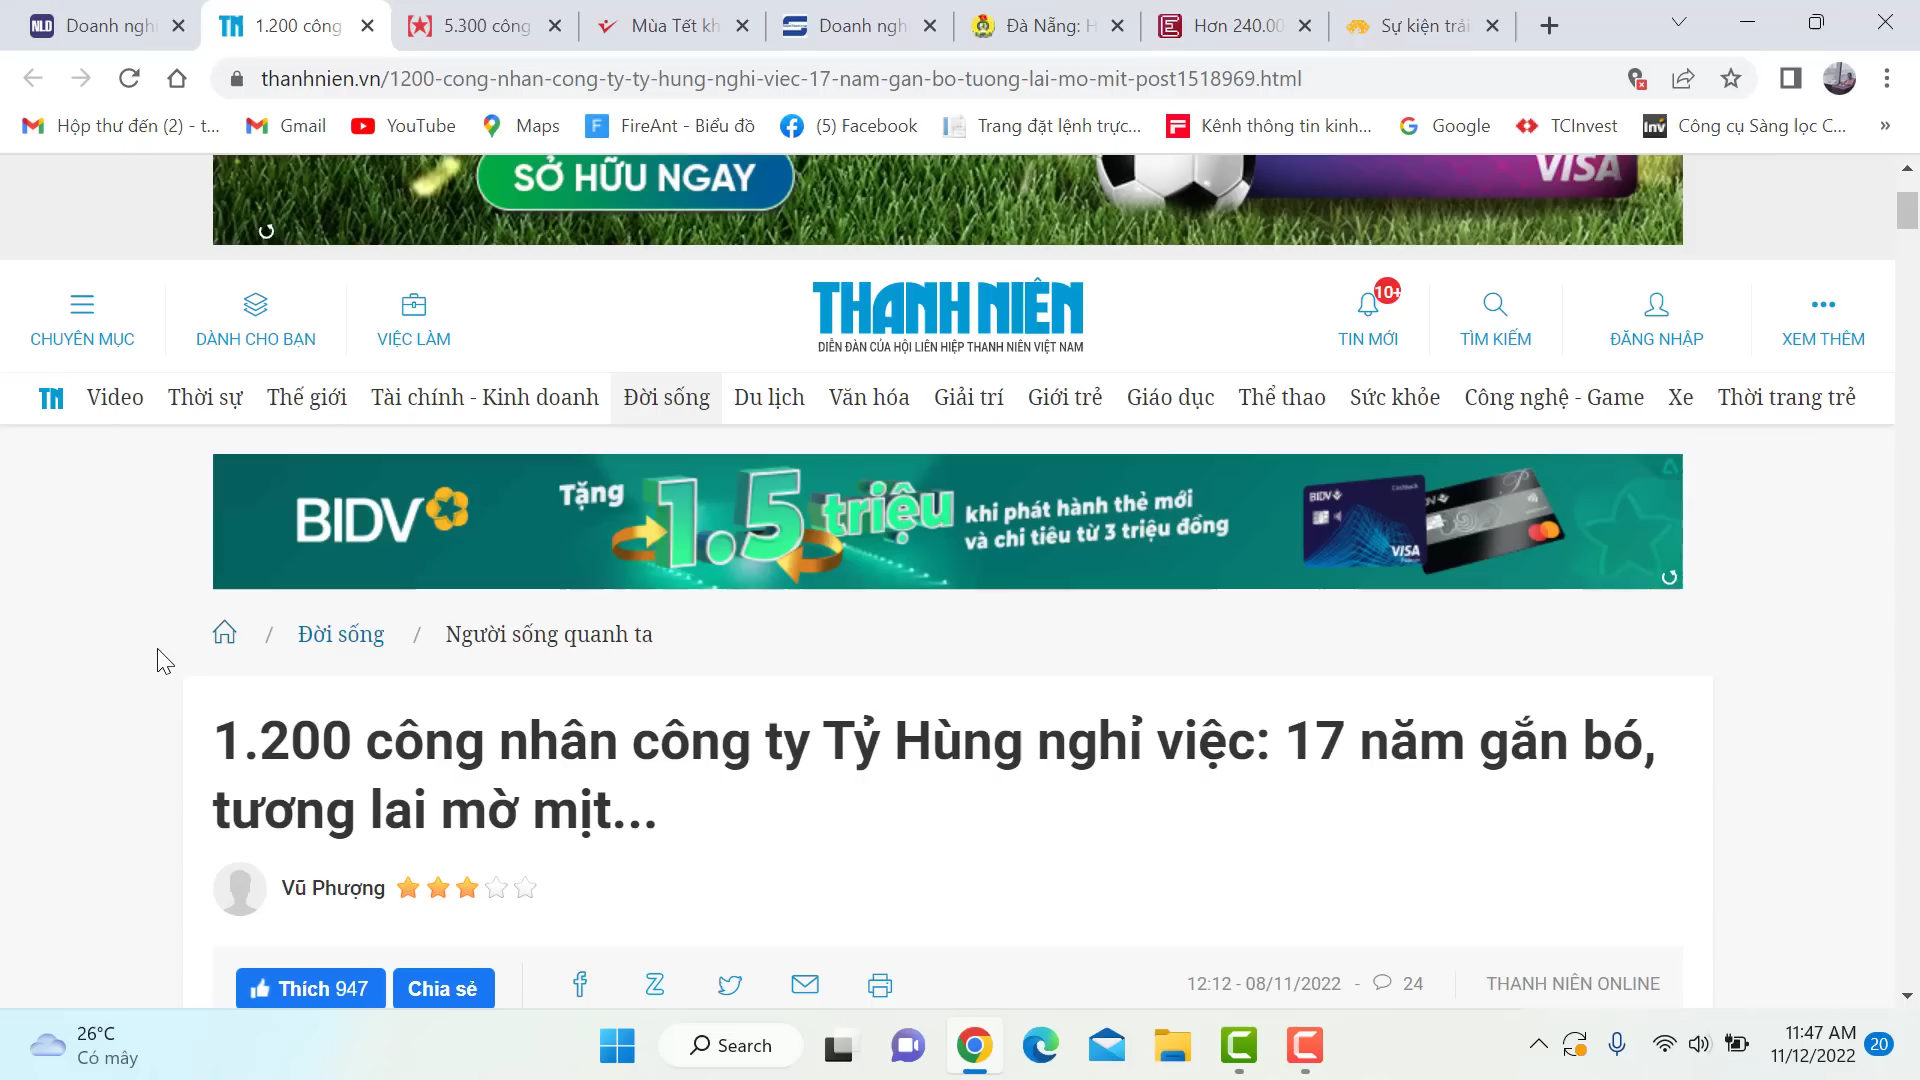 NLD Doanh ngh 1.200 công 5.300 công Mùa Tết kh Doanh ngh Đà Nẵng: H Hơn 240.00 Sự kiện trải
thanhnien.vn/1200-cong-nhan-cong-ty-ty-hung-nghi-viec-17-nam-gan-bo-tuong-lai-mo-mit-post1518969.html
Hộp thư đến (2) - t... Gmail YouTube Maps FireAnt - Biểu đồ (5) Facebook Trang đặt lệnh trực... Kênh thông tin kinh... Google TCInvest Công cụ Sàng lọc C... »
SỞ HỮU NGAY
VISA
CHUYÊN MỤC DÀNH CHO BẠN VIỆC LÀM
THANH NIÊN
DIỄN ĐÀN CỦA HỘI LIÊN HIỆP THANH NIÊN VIỆT NAM
10+
TIN MỚI TÌM KIẾM ĐĂNG NHẬP XEM THÊM
TN Video Thời sự Thế giới Tài chính - Kinh doanh Đời sống Du lịch Văn hóa Giải trí Giới trẻ Giáo dục Thể thao Sức khỏe Công nghệ - Game Xe Thời trang trẻ
BIDV Tặng 1.5 triệu khi phát hành thẻ mới
và chi tiêu từ 3 triệu đồng
BIDV VISA
/ Đời sống / Người sống quanh ta
1.200 công nhân công ty Tỷ Hùng nghỉ việc: 17 năm gắn bó,
tương lai mờ mịt...
Vũ Phượng
Thích 947 Chia sẻ 12:12 - 08/11/2022 - 24 THANH NIÊN ONLINE
26°C
Có mây
Search
11:47 AM
11/12/2022
20